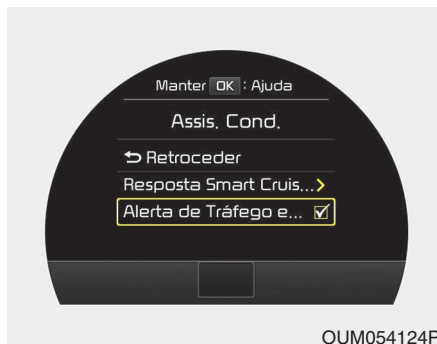 Manter OK : Ajuda
Assis. Cond.
Retroceder
Resposta Smart Cruis...
Alerta de Tráfego e...
OUM054124P